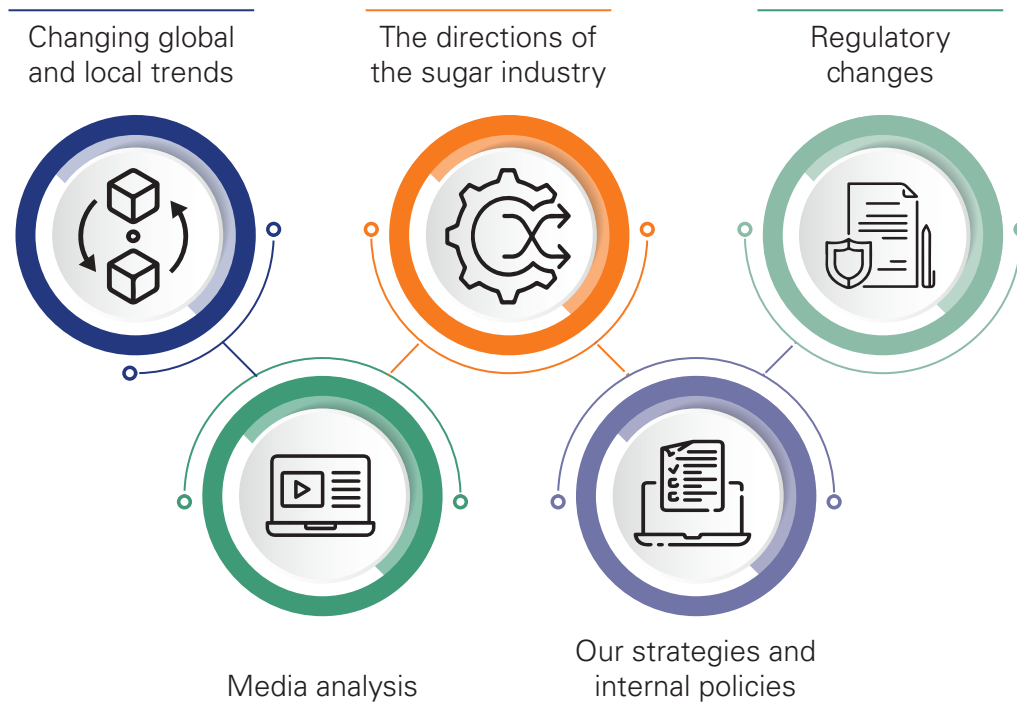 Changing global
and local trends
The directions of
the sugar industry
Regulatory
changes
Media analysis
Our strategies and
internal policies